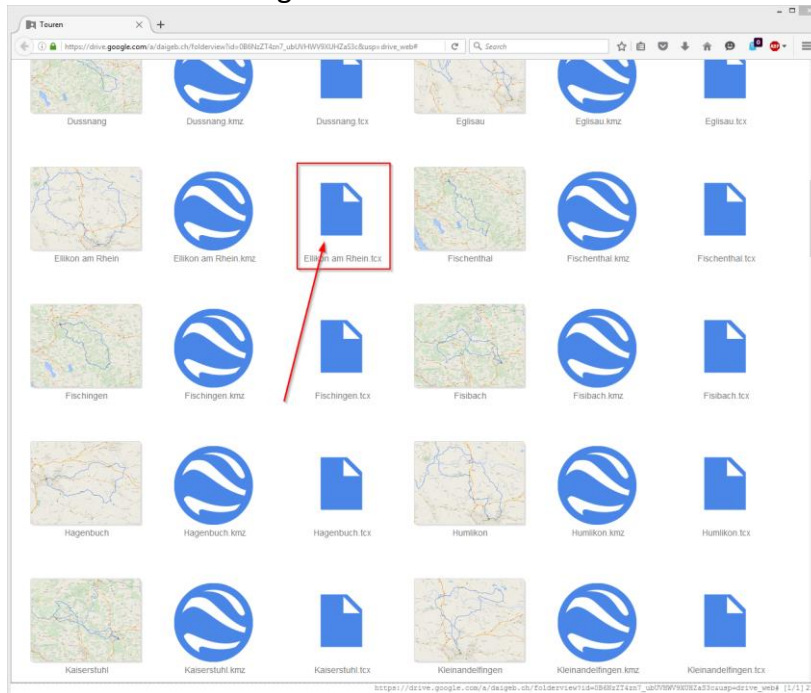 Touren
https://drive.google.com/a/daigeb.ch/folderview?id=0B6NzZT4zn7_ubUVHWVV9XUHZaS3c&usp=drive_web#
Search
Dussnang
Dussnang.kmz
Dussnang.tcx
Eglisau
Eglisau.kmz
Eglisau.tcx
Ellikon am Rhein
Ellikon am Rhein.kmz
Ellikon am Rhein.tcx
Fischenthal
Fischenthal.kmz
Fischenthal.tcx
Fischingen
Fischingen.kmz
Fischingen.tcx
Fisibach
Fisibach.kmz
Fisibach.tcx
Hagenbuch
Hagenbuch.kmz
Hagenbuch.tcx
Humlikon
Humlikon.kmz
Humlikon.tcx
Kaiserstuhl
Kaiserstuhl.kmz
Kaiserstuhl.tcx
Kleinandelfingen
Kleinandelfingen.kmz
Kleinandelfingen.tcx